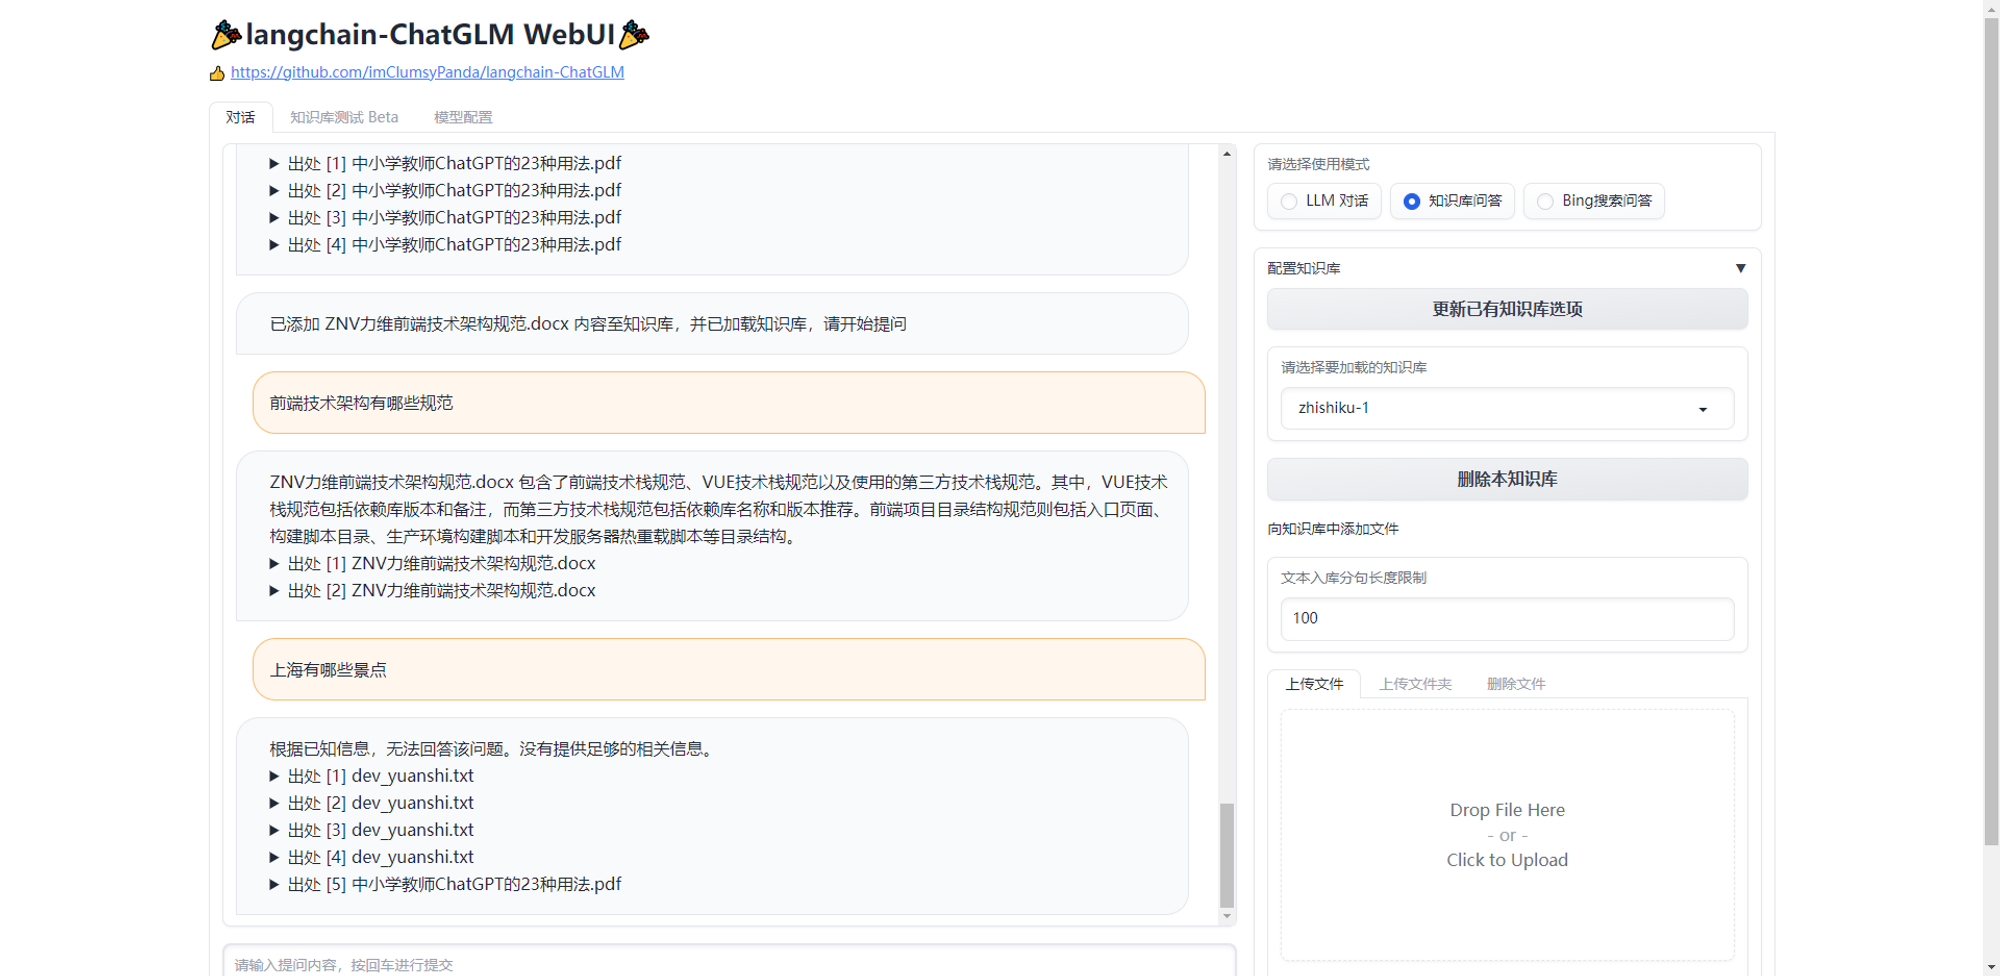 langchain-ChatGLM WebUI
https://github.com/imClumsyPanda/langchain-ChatGLM
对话
知识库测试 Beta
模型配置
出处 [1] 中小学教师ChatGPT的23种用法.pdf
出处 [2] 中小学教师ChatGPT的23种用法.pdf
出处 [3] 中小学教师ChatGPT的23种用法.pdf
出处 [4] 中小学教师ChatGPT的23种用法.pdf
已添加 ZNV力维前端技术架构规范.docx 内容至知识库，并已加载知识库，请开始提问
前端技术架构有哪些规范
ZNV力维前端技术架构规范.docx 包含了前端技术栈规范、VUE技术栈规范以及使用的第三方技术栈规范。其中，VUE技术
栈规范包括依赖库版本和备注，而第三方技术栈规范包括依赖库名称和版本推荐。前端项目目录结构规范则包括入口页面、
构建脚本目录、生产环境构建脚本和开发服务器热重载脚本等目录结构。
出处 [1] ZNV力维前端技术架构规范.docx
出处 [2] ZNV力维前端技术架构规范.docx
上海有哪些景点
根据已知信息，无法回答该问题。没有提供足够的相关信息。
出处 [1] dev_yuanshi.txt
出处 [2] dev_yuanshi.txt
出处 [3] dev_yuanshi.txt
出处 [4] dev_yuanshi.txt
出处 [5] 中小学教师ChatGPT的23种用法.pdf
请输入提问内容，按回车进行提交
请选择使用模式
LLM 对话
知识库问答
Bing搜索问答
配置知识库
更新已有知识库选项
请选择要加载的知识库
zhishiku-1
删除本知识库
向知识库中添加文件
文本入库分句长度限制
100
上传文件
上传文件夹
删除文件
Drop File Here
- or -
Click to Upload